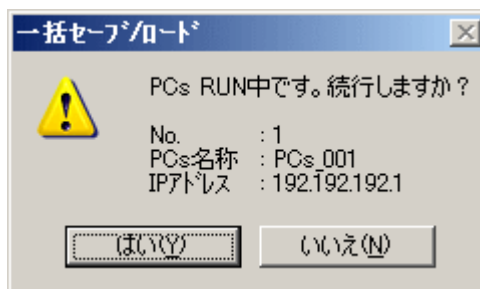 一括ｾｰﾌﾞ/ﾛｰﾄﾞ
PCs RUN中です。続行しますか？
No. : 1
PCs名称 : PCs_001
IPｱﾄﾞﾚｽ : 192.192.192.1
はい(Y) いいえ(N)